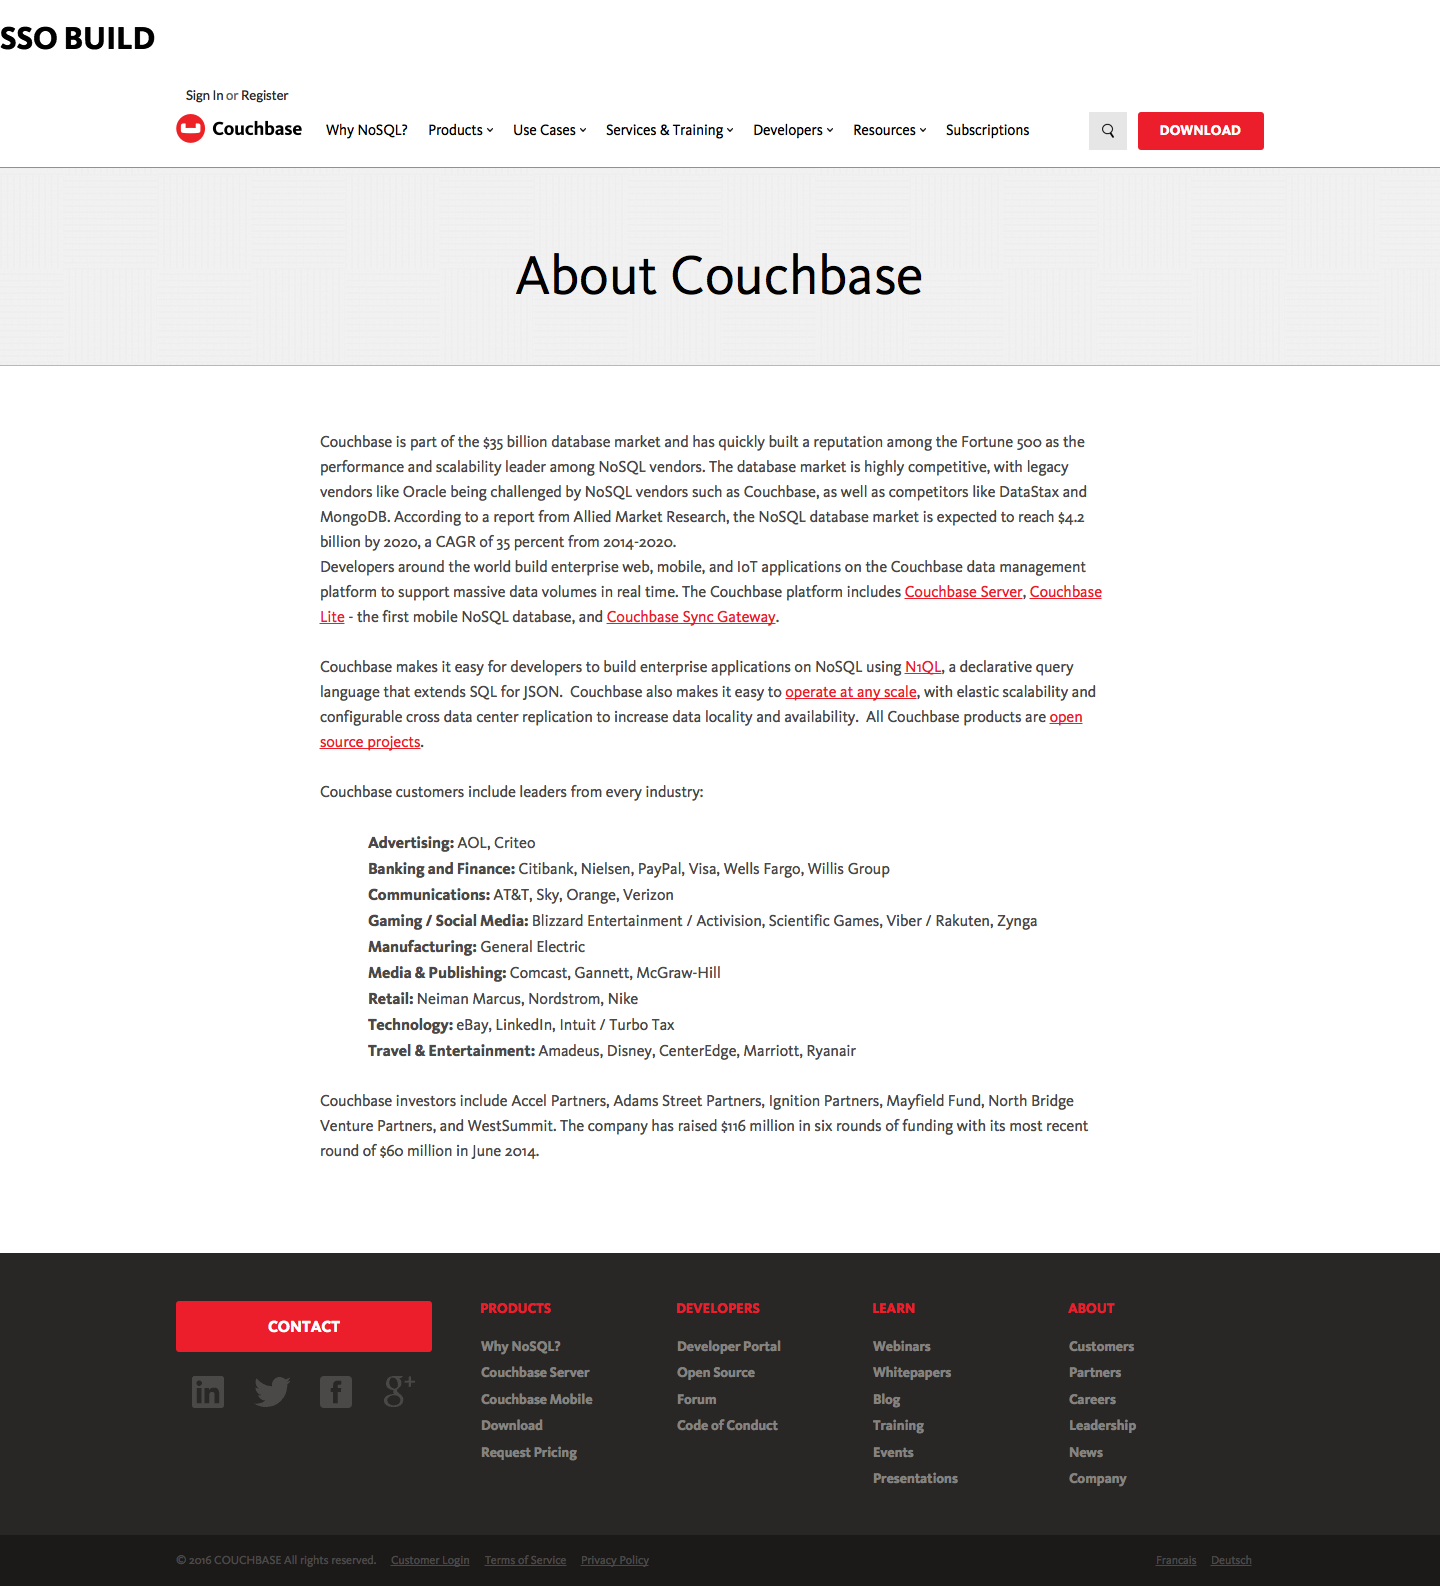 SSO BUILD
Sign In or Register
Couchbase Why NoSQL? Products Use Cases Services & Training Developers Resources Subscriptions DOWNLOAD
About Couchbase
Couchbase is part of the $35 billion database market and has quickly built a reputation among the Fortune 500 as the
performance and scalability leader among NoSQL vendors. The database market is highly competitive, with legacy
vendors like Oracle being challenged by NoSQL vendors such as Couchbase, as well as competitors like DataStax and
MongoDB. According to a report from Allied Market Research, the NoSQL database market is expected to reach $4.2
billion by 2020, a CAGR of 35 percent from 2014-2020.
Developers around the world build enterprise web, mobile, and IoT applications on the Couchbase data management
platform to support massive data volumes in real time. The Couchbase platform includes Couchbase Server, Couchbase
Lite - the first mobile NoSQL database, and Couchbase Sync Gateway.
Couchbase makes it easy for developers to build enterprise applications on NoSQL using N1QL, a declarative query
language that extends SQL for JSON.  Couchbase also makes it easy to operate at any scale, with elastic scalability and
configurable cross data center replication to increase data locality and availability.  All Couchbase products are open
source projects.
Couchbase customers include leaders from every industry:
Advertising: AOL, Criteo
Banking and Finance: Citibank, Nielsen, PayPal, Visa, Wells Fargo, Willis Group
Communications: AT&T, Sky, Orange, Verizon
Gaming / Social Media: Blizzard Entertainment / Activision, Scientific Games, Viber / Rakuten, Zynga
Manufacturing: General Electric
Media & Publishing: Comcast, Gannett, McGraw-Hill
Retail: Neiman Marcus, Nordstrom, Nike
Technology: eBay, LinkedIn, Intuit / Turbo Tax
Travel & Entertainment: Amadeus, Disney, CenterEdge, Marriott, Ryanair
Couchbase investors include Accel Partners, Adams Street Partners, Ignition Partners, Mayfield Fund, North Bridge
Venture Partners, and WestSummit. The company has raised $116 million in six rounds of funding with its most recent
round of $60 million in June 2014.
CONTACT
in f g+
PRODUCTS
Why NoSQL?
Couchbase Server
Couchbase Mobile
Download
Request Pricing
DEVELOPERS
Developer Portal
Open Source
Forum
Code of Conduct
LEARN
Webinars
Whitepapers
Blog
Training
Events
Presentations
ABOUT
Customers
Partners
Careers
Leadership
News
Company
© 2016 COUCHBASE All rights reserved. Customer Login Terms of Service Privacy Policy Francais Deutsch